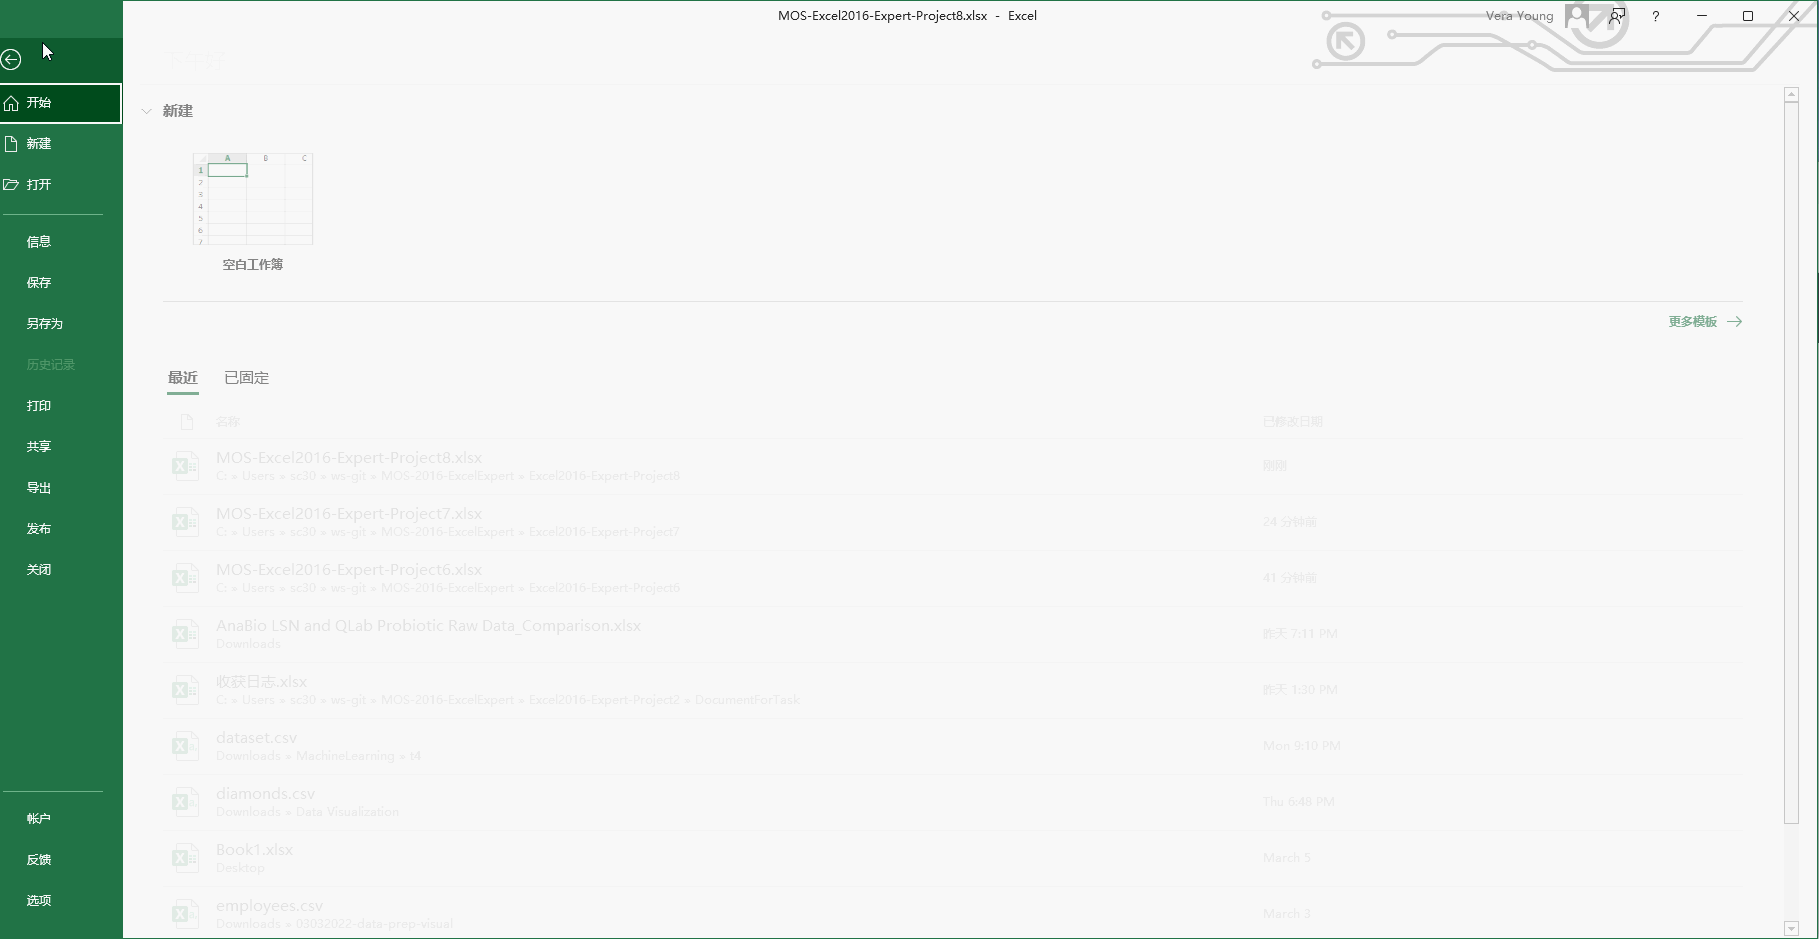 MOS-Excel2016-Expert-Project8.xlsx - Excel
Vera Young
?
下午好
开始
新建
打开
信息
保存
另存为
历史记录
打印
共享
导出
发布
关闭
帐户
反馈
选项
新建
A B C
1
2
3
4
5
6
7
空白工作簿
更多模板
最近 已固定
名称 已修改日期
MOS-Excel2016-Expert-Project8.xlsx
C: » Users » sc30 » ws-git » MOS-2016-ExcelExpert » Excel2016-Expert-Project8
刚刚
MOS-Excel2016-Expert-Project7.xlsx
C: » Users » sc30 » ws-git » MOS-2016-ExcelExpert » Excel2016-Expert-Project7
24 分钟前
MOS-Excel2016-Expert-Project6.xlsx
C: » Users » sc30 » ws-git » MOS-2016-ExcelExpert » Excel2016-Expert-Project6
41 分钟前
AnaBio LSN and QLab Probiotic Raw Data_Comparison.xlsx
Downloads
昨天 7:11 PM
收获日志.xlsx
C: » Users » sc30 » ws-git » MOS-2016-ExcelExpert » Excel2016-Expert-Project2 » DocumentForTask
昨天 1:30 PM
dataset.csv
Downloads » MachineLearning » t4
Mon 9:10 PM
diamonds.csv
Downloads » Data Visualization
Thu 6:48 PM
Book1.xlsx
Desktop
March 5
employees.csv
Downloads » 03032022-data-prep-visual
March 3